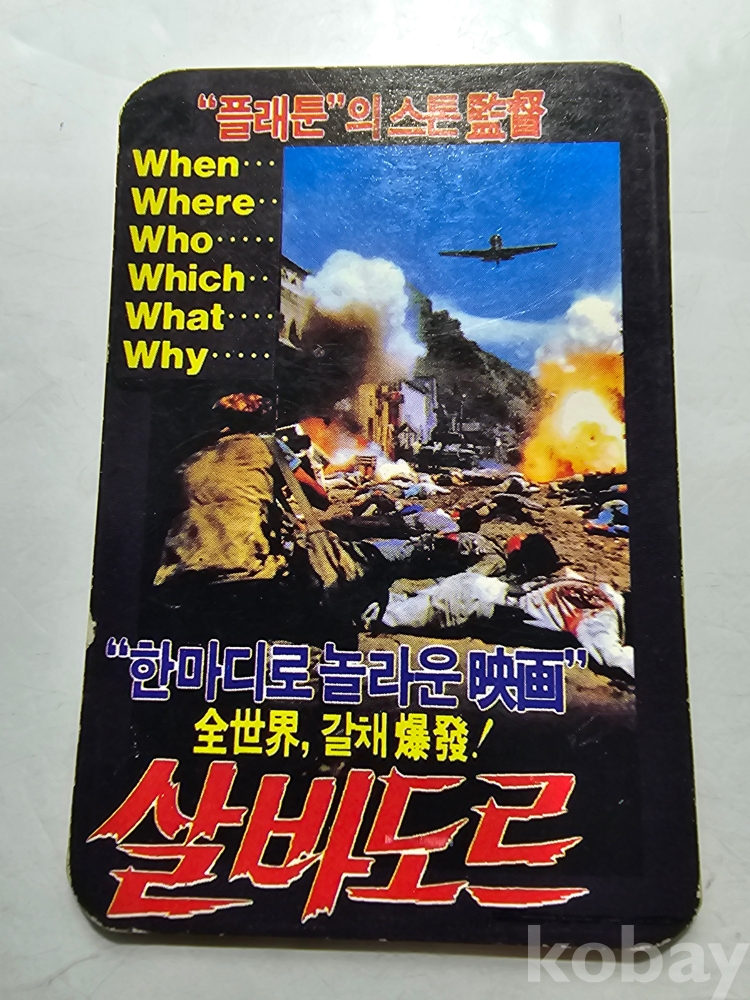 “플래툰”의 스톤 監督
When···
Where··
Who·····
Which··
What····
Why·····
“한마디로 놀라운 映画”
全世界, 갈채 爆發!
살바도르
kobay